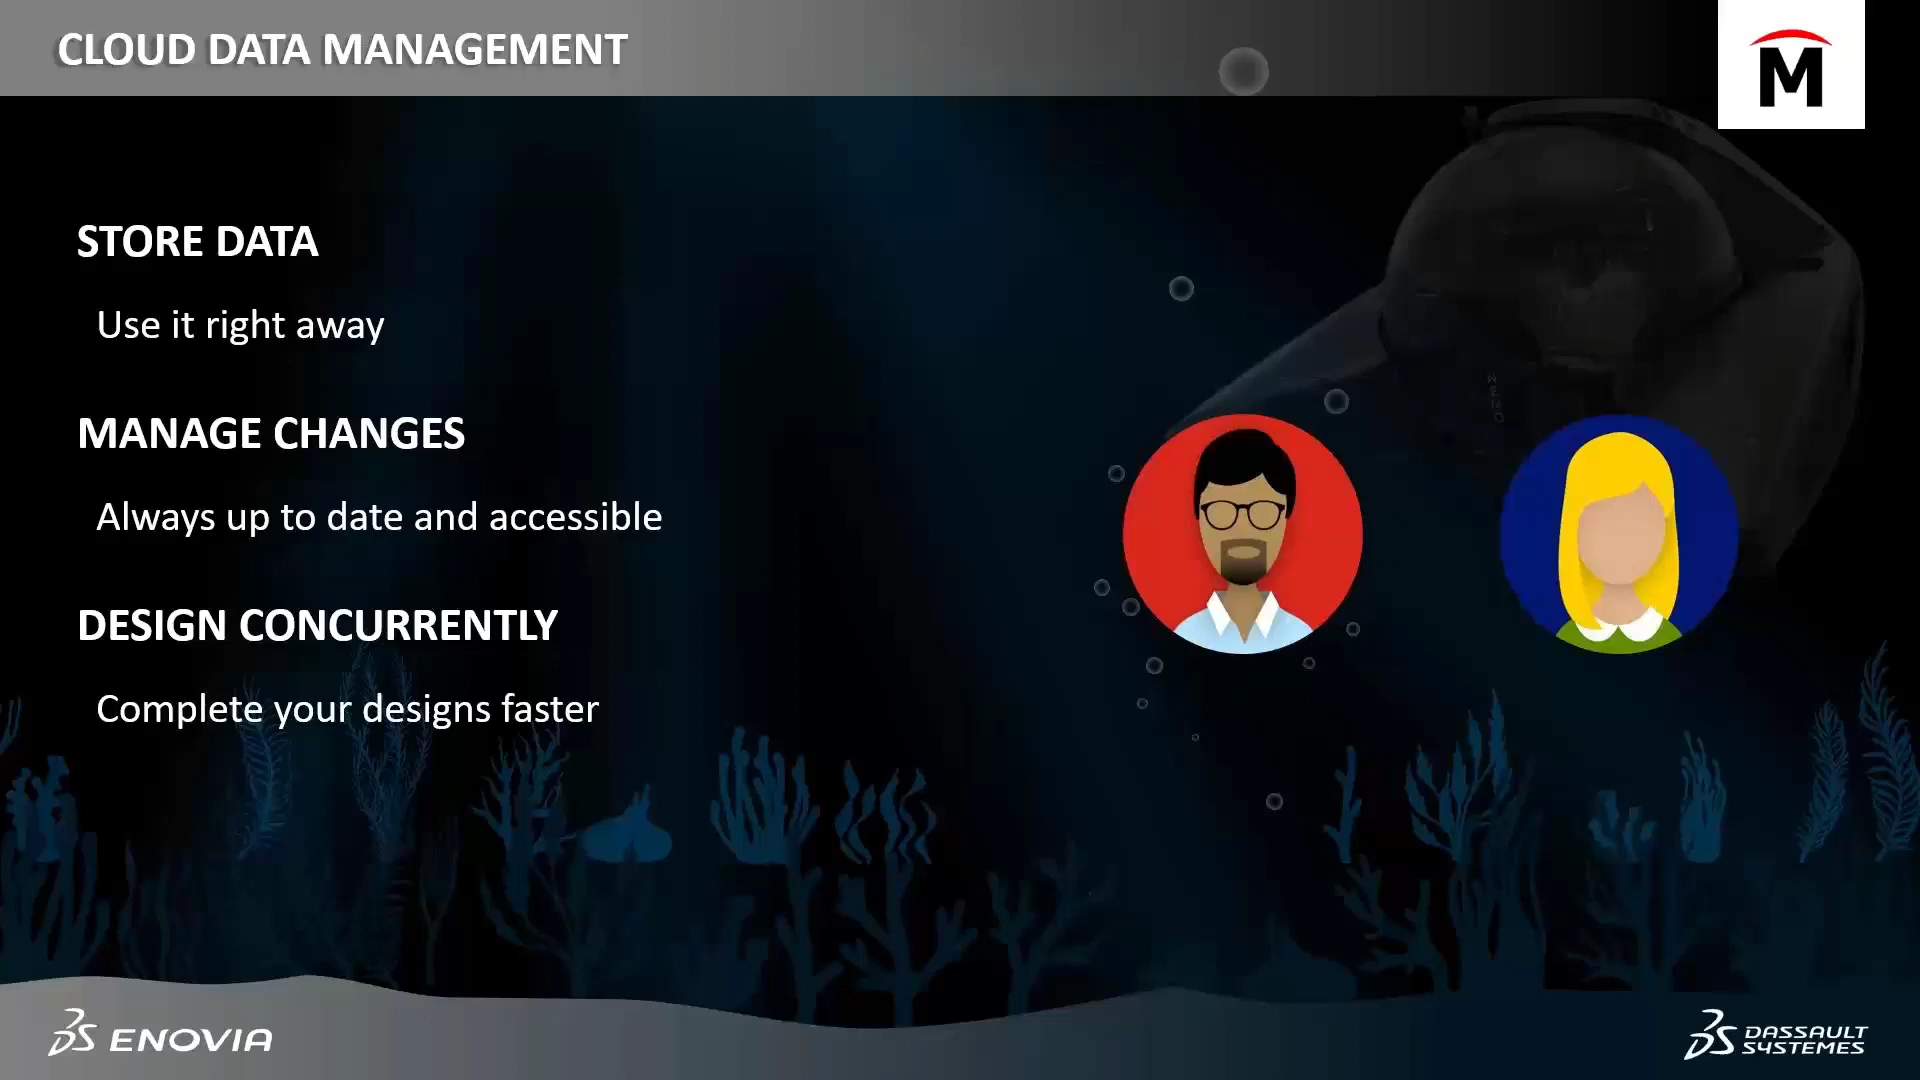 CLOUD DATA MANAGEMENT
M
STORE DATA
Use it right away
MANAGE CHANGES
Always up to date and accessible
DESIGN CONCURRENTLY
Complete your designs faster
ENOVIA
DASSAULT
SYSTEMES